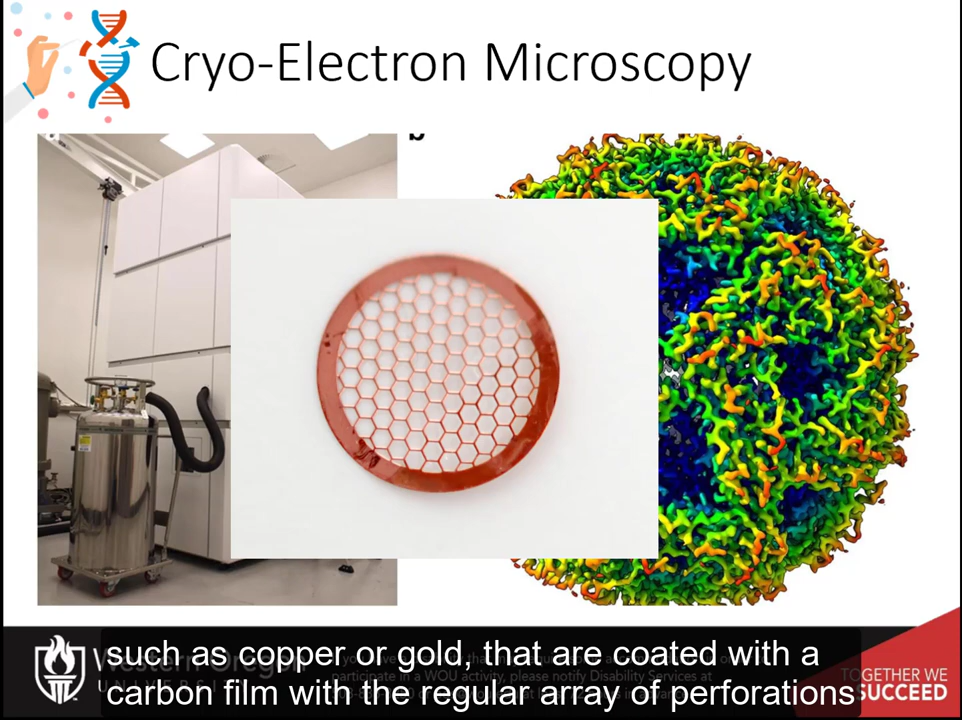 Cryo-Electron Microscopy
such as copper or gold, that are coated with a
carbon film with the regular array of perforations
TOGETHER WE
SUCCEED